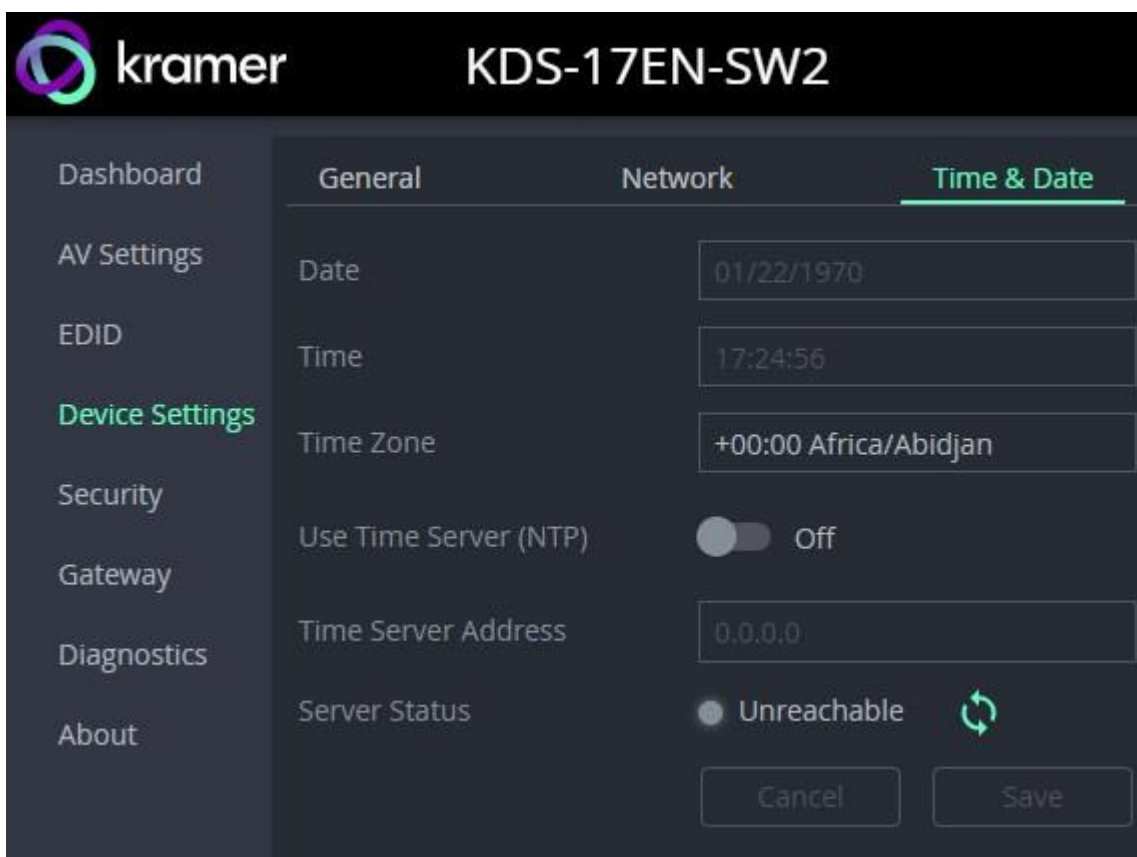 kramer
KDS-17EN-SW2
Dashboard
AV Settings
EDID
Device Settings
Security
Gateway
Diagnostics
About
General Network Time & Date
Date 01/22/1970
Time 17:24:56
Time Zone +00:00 Africa/Abidjan
Use Time Server (NTP) Off
Time Server Address 0.0.0.0
Server Status Unreachable
Cancel Save